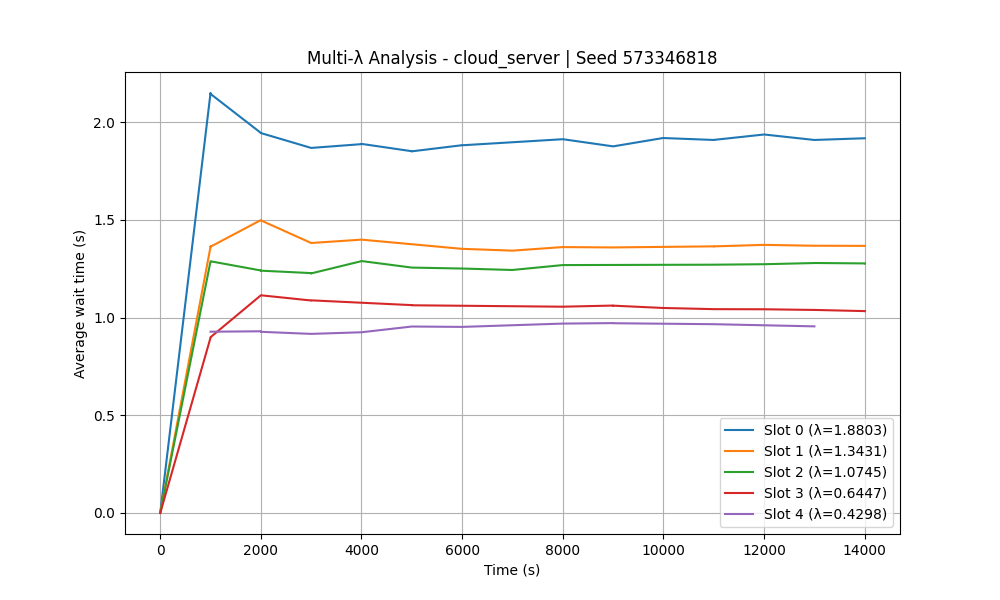 Multi-λ Analysis - cloud_server | Seed 573346818
Average wait time (s)
2.0
1.5
1.0
0.5
0.0
Slot 0 (λ=1.8803)
Slot 1 (λ=1.3431)
Slot 2 (λ=1.0745)
Slot 3 (λ=0.6447)
Slot 4 (λ=0.4298)
0 2000 4000 6000 8000 10000 12000 14000
Time (s)